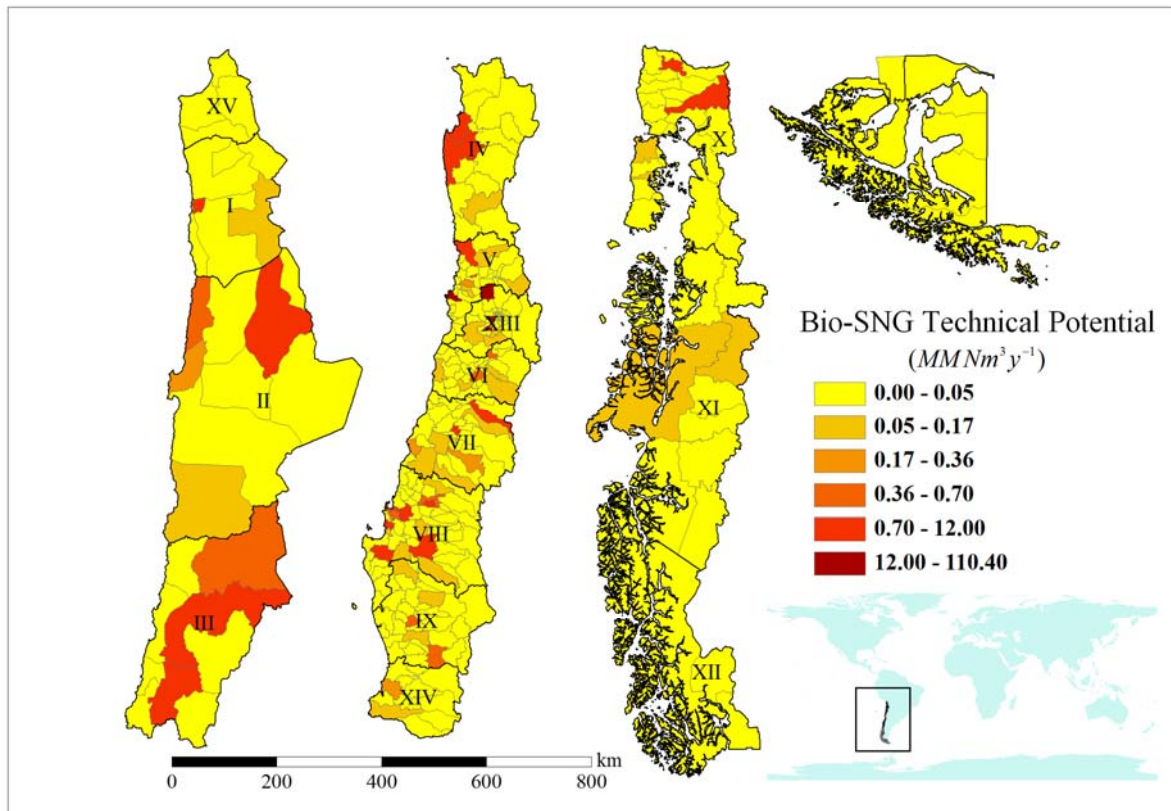 XV
I
II
III
IV
V
XIII
VI
VII
VIII
IX
XIV
X
XI
XII
Bio-SNG Technical Potential
(MMNm³y⁻¹)
0.00 - 0.05
0.05 - 0.17
0.17 - 0.36
0.36 - 0.70
0.70 - 12.00
12.00 - 110.40
km
0 200 400 600 800